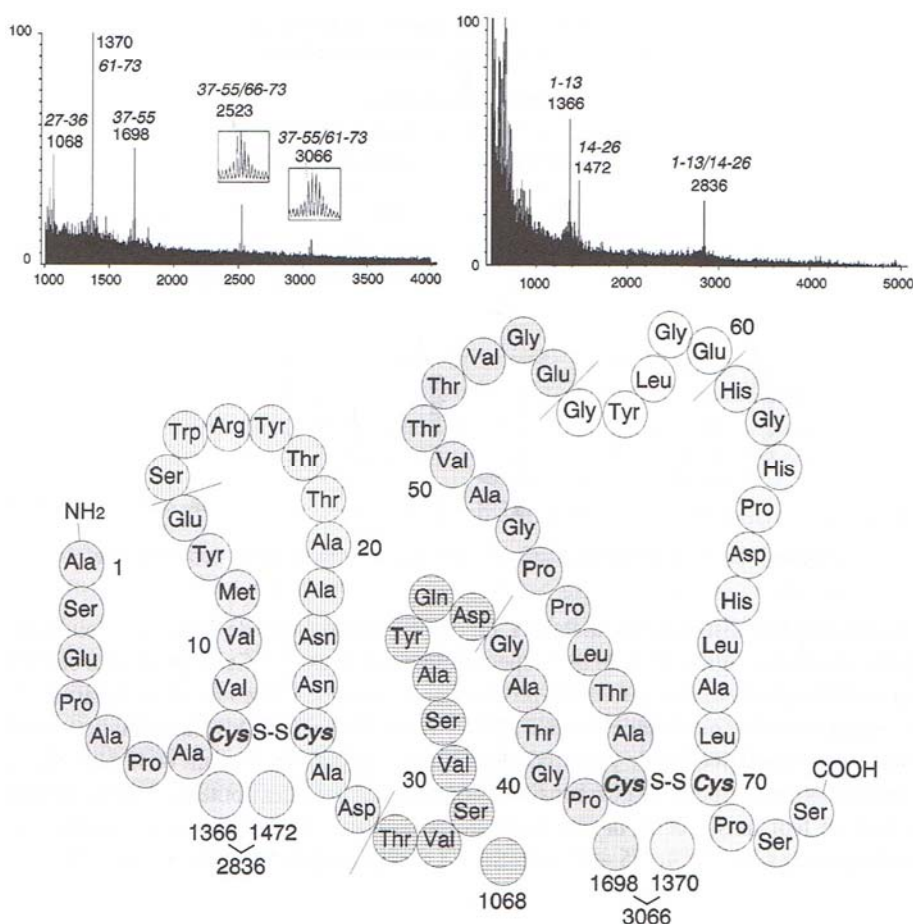 100
0
1370
61-73
27-36
1068
37-55
1698
37-55/66-73
2523
37-55/61-73
3066
1000 1500 2000 2500 3000 3500 4000
100
0
1-13
1366
14-26
1472
1-13/14-26
2836
1000 2000 3000 4000 5000
NH2
Ala
1
Ser
Glu
Pro
Ala
Pro
Ala
Cys
S-S
Val
Val
10
Met
Tyr
Glu
Ser
Trp
Arg
Tyr
Thr
Thr
Ala
20
Ala
Asn
Asn
Cys
Ala
Asp
Thr
Val
Ser
Val
30
Ser
Ala
Tyr
Gln
Asp
Gly
Ala
Thr
40
Gly
Pro
Cys
S-S
Ala
Thr
Leu
Pro
Pro
Gly
Ala
Val
50
Thr
Thr
Val
Gly
Glu
Gly
Tyr
Leu
Gly
Glu
60
His
Gly
His
Pro
Asp
His
Leu
Ala
Leu
Cys
70
Pro
Ser
Ser
COOH
1366 1472
2836
1068
1698 1370
3066